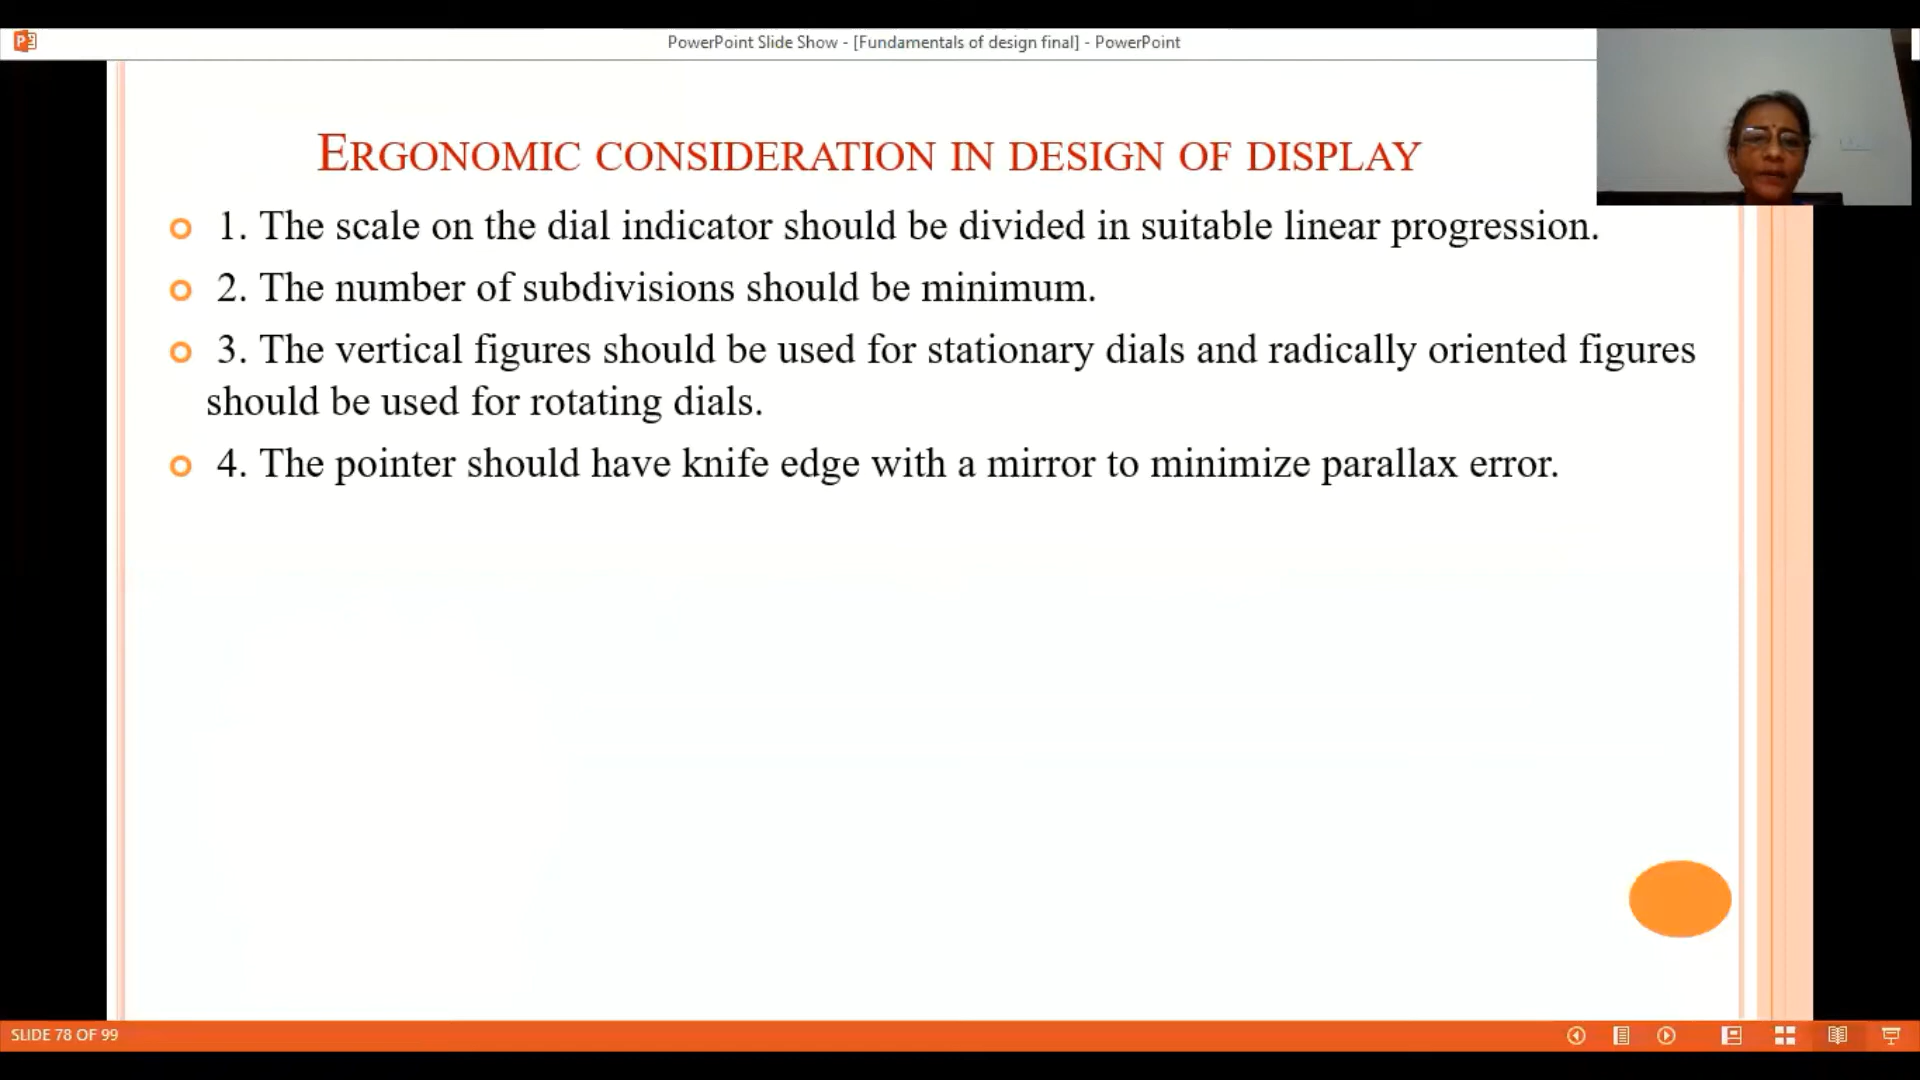 PowerPoint Slide Show - [Fundamentals of design final] - PowerPoint
ERGONOMIC CONSIDERATION IN DESIGN OF DISPLAY
1. The scale on the dial indicator should be divided in suitable linear progression.
2. The number of subdivisions should be minimum.
3. The vertical figures should be used for stationary dials and radically oriented figures
should be used for rotating dials.
4. The pointer should have knife edge with a mirror to minimize parallax error.
SLIDE 78 OF 99